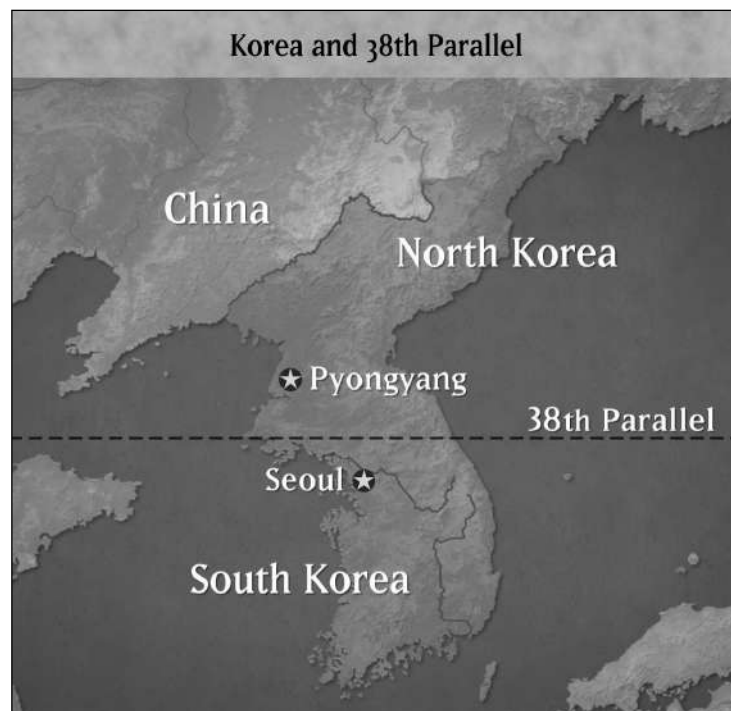 Korea and 38th Parallel
China
North Korea
Pyongyang
38th Parallel
Seoul
South Korea